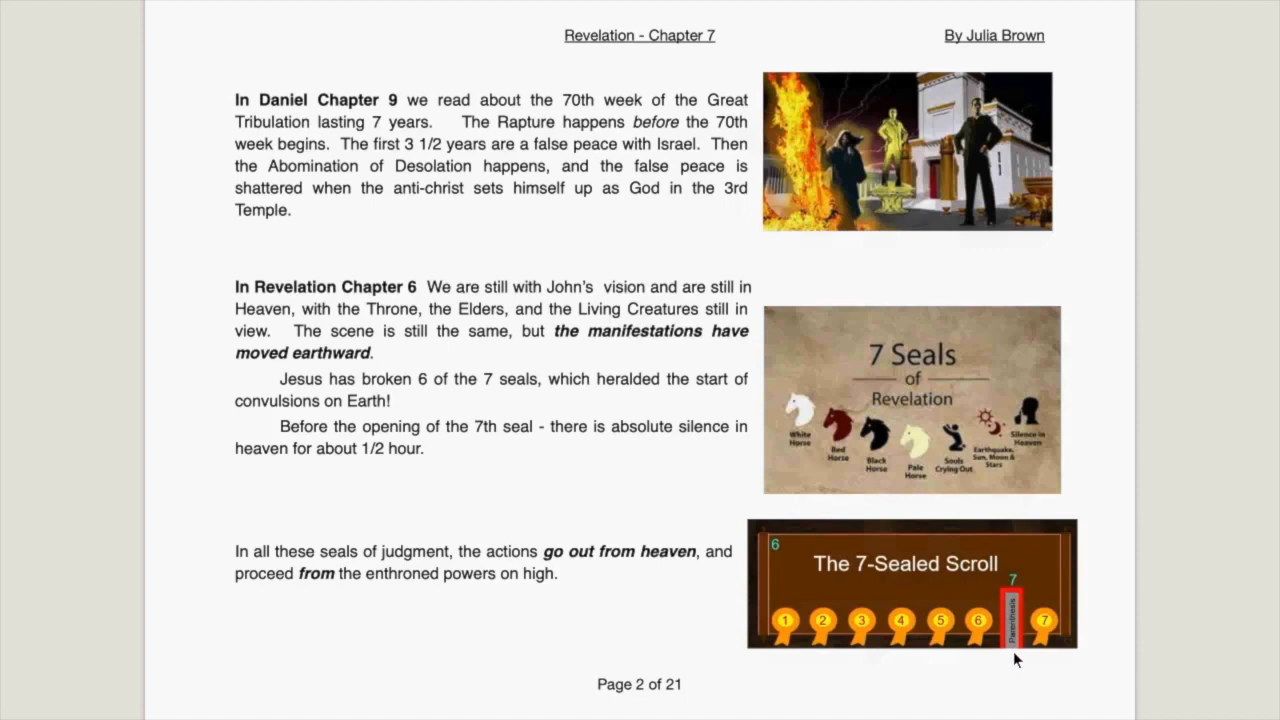 Revelation - Chapter 7 By Julia Brown
In Daniel Chapter 9 we read about the 70th week of the Great
Tribulation lasting 7 years. The Rapture happens before the 70th
week begins. The first 3 1/2 years are a false peace with Israel. Then
the Abomination of Desolation happens, and the false peace is
shattered when the anti-christ sets himself up as God in the 3rd
Temple.
In Revelation Chapter 6 We are still with John’s vision and are still in
Heaven, with the Throne, the Elders, and the Living Creatures still in
view. The scene is still the same, but the manifestations have
moved earthward.
Jesus has broken 6 of the 7 seals, which heralded the start of
convulsions on Earth!
Before the opening of the 7th seal - there is absolute silence in
heaven for about 1/2 hour.
7 Seals
of
Revelation
White
Horse
Red
Horse
Black
Horse
Pale
Horse
Souls
Crying Out
Earthquake,
Sun, Moon &
Stars
Silence in
Heaven
In all these seals of judgment, the actions go out from heaven, and
proceed from the enthroned powers on high.
6
The 7-Sealed Scroll
7
1 2 3 4 5 6 Parenthesis 7
Page 2 of 21